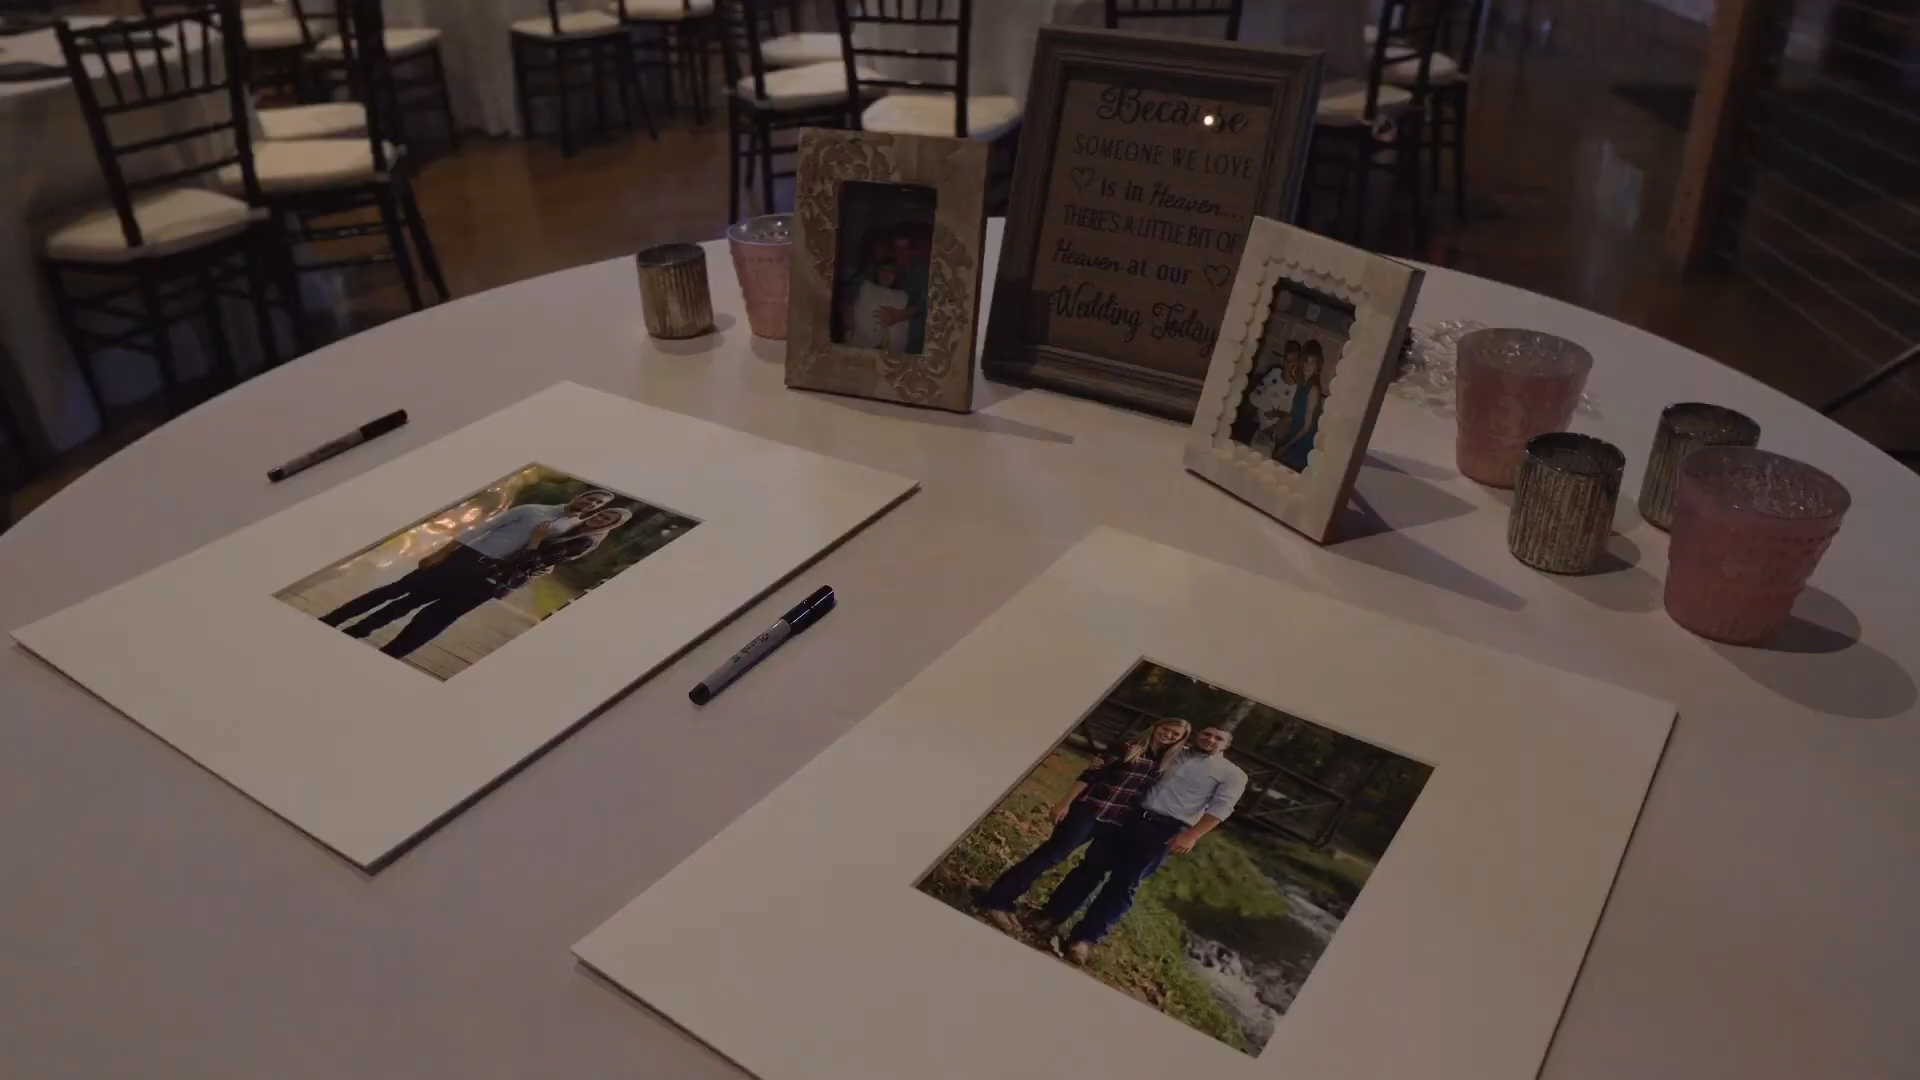 Because
SOMEONE WE LOVE
is in Heaven...
THERE'S A LITTLE BIT OF
Heaven at our
Wedding Today